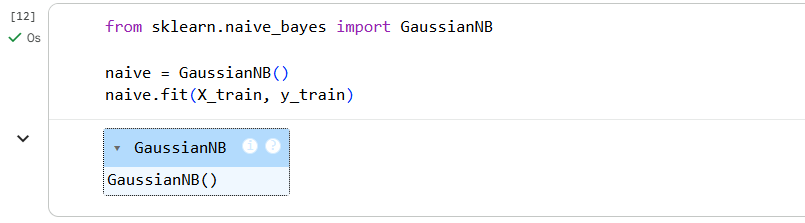 [12]
0s
from sklearn.naive_bayes import GaussianNB
naive = GaussianNB()
naive.fit(X_train, y_train)
GaussianNB i ?
GaussianNB()